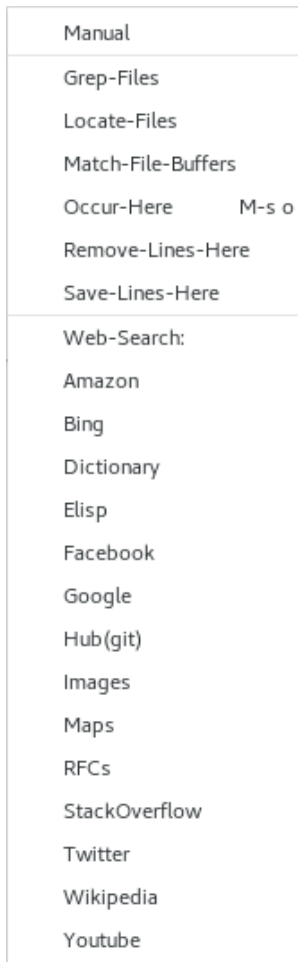 Manual
Grep-Files
Locate-Files
Match-File-Buffers
Occur-Here M-s o
Remove-Lines-Here
Save-Lines-Here
Web-Search:
Amazon
Bing
Dictionary
Elisp
Facebook
Google
Hub(git)
Images
Maps
RFCs
StackOverflow
Twitter
Wikipedia
Youtube